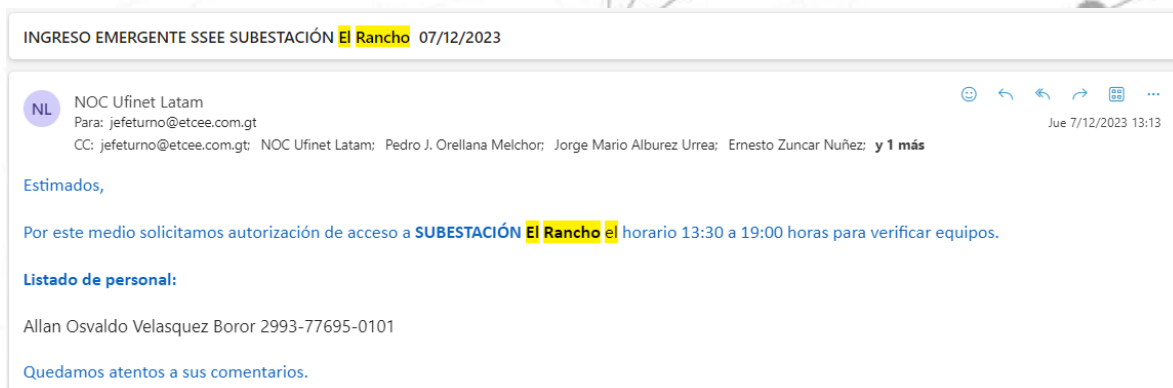 INGRESO EMERGENTE SSEE SUBESTACIÓN El Rancho 07/12/2023
NL
NOC Ufinet Latam
Para: jefeturno@etcee.com.gt
Jue 7/12/2023 13:13
CC: jefeturno@etcee.com.gt; NOC Ufinet Latam; Pedro J. Orellana Melchor; Jorge Mario Alburez Urrea; Ernesto Zuncar Nuñez; y 1 más
Estimados,
Por este medio solicitamos autorización de acceso a SUBESTACIÓN El Rancho el horario 13:30 a 19:00 horas para verificar equipos.
Listado de personal:
Allan Osvaldo Velasquez Boror 2993-77695-0101
Quedamos atentos a sus comentarios.